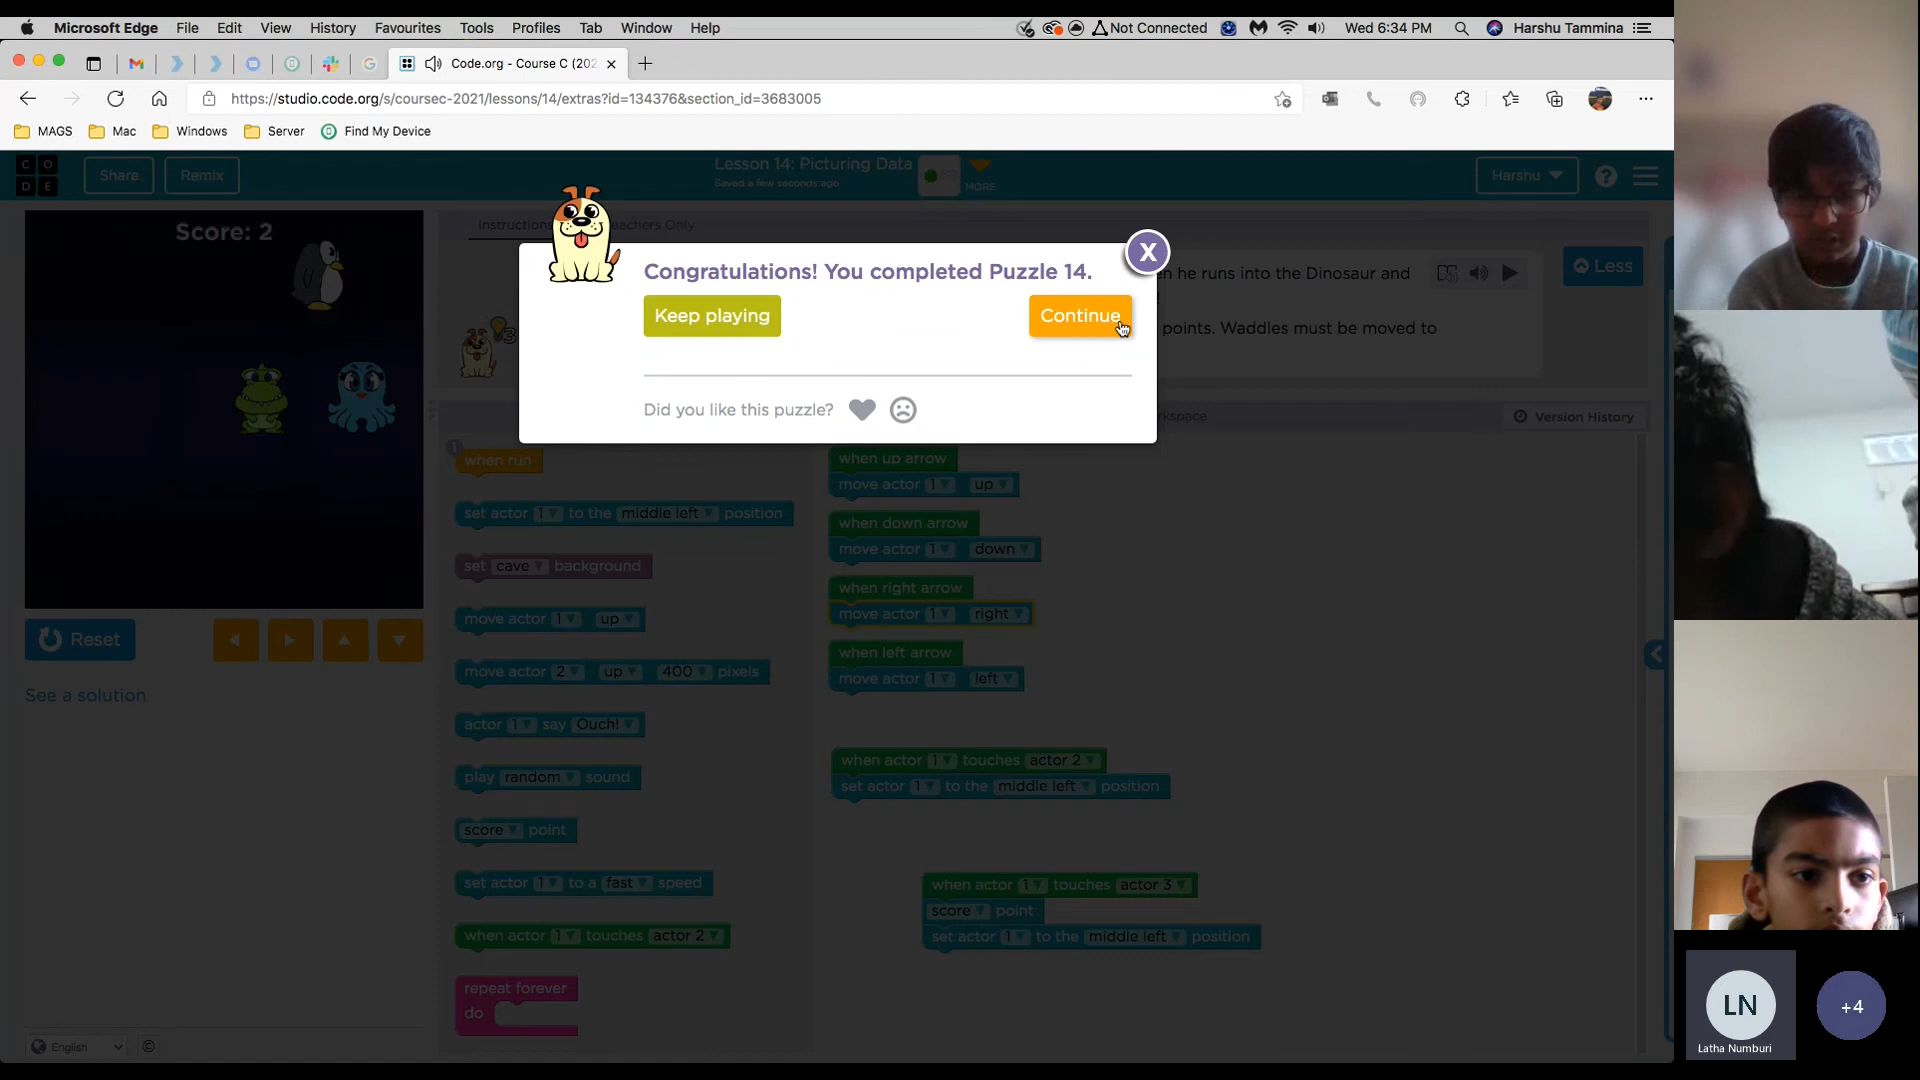 Microsoft Edge File Edit View History Favourites Tools Profiles Tab Window Help Not Connected Wed 6:34 PM Harshu Tammina
Code.org - Course C (202
https://studio.code.org/s/coursec-2021/lessons/14/extras?id=134376&section_id=3683005
MAGS Mac Windows Server Find My Device
C O D E
Share Remix
Lesson 14: Picturing Data
Saved a few seconds ago
MORE
Harshu
Score: 2
Instructions
eachers Only
n he runs into the Dinosaur and
points. Waddles must be moved to
Less
X
Congratulations! You completed Puzzle 14.
Keep playing Continue
Did you like this puzzle?
kspace
Version History
Reset
See a solution
when run
set actor 1 to the middle left position
set cave background
move actor 1 up
move actor 2 up 400 pixels
actor 1 say Ouch!
play random sound
score point
set actor 1 to a fast speed
when actor 1 touches actor 2
repeat forever
do
when up arrow
move actor 1 up
when down arrow
move actor 1 down
when right arrow
move actor 1 right
when left arrow
move actor 1 left
when actor 1 touches actor 2
set actor 1 to the middle left position
when actor 1 touches actor 3
score point
set actor 1 to the middle left position
English
LN
Latha Numburi
+4